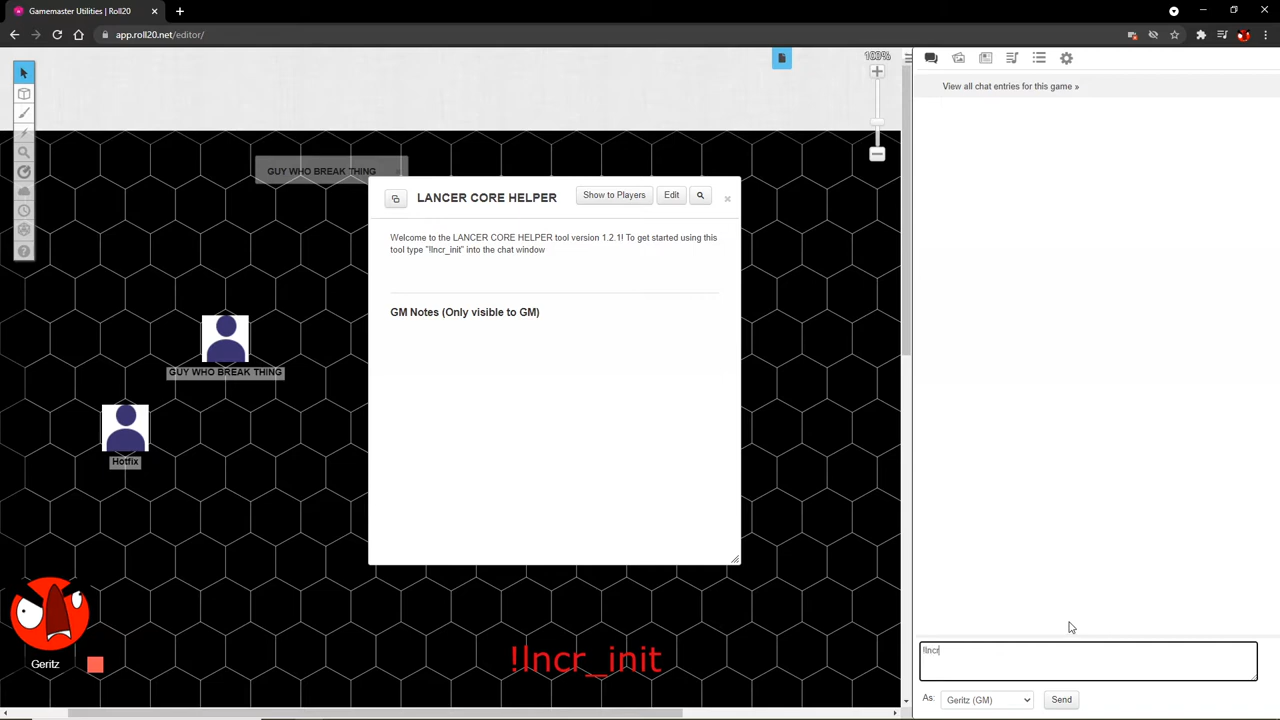 Gamemaster Utilities | Roll20
app.roll20.net/editor/
100%
View all chat entries for this game »
GUY WHO BREAK THING
LANCER CORE HELPER
Show to Players
Edit
Welcome to the LANCER CORE HELPER tool version 1.2.1! To get started using this
tool type "!lncr_init" into the chat window
GM Notes (Only visible to GM)
GUY WHO BREAK THING
Hotfix
Geritz
!lncr_init
!lncr
As:
Geritz (GM)
Send